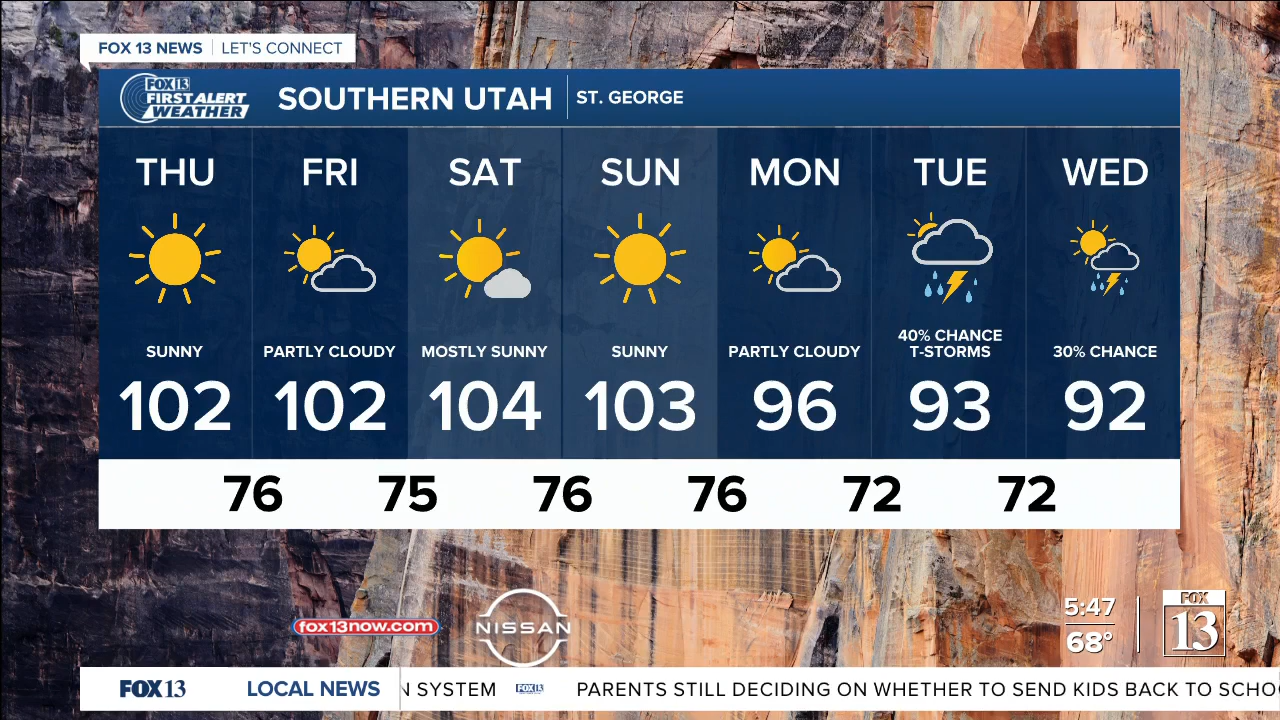 FOX 13 NEWS | LET'S CONNECT
FOX 13
FIRST ALERT
WEATHER
SOUTHERN UTAH | ST. GEORGE
THU FRI SAT SUN MON TUE WED
SUNNY PARTLY CLOUDY MOSTLY SUNNY SUNNY PARTLY CLOUDY 40% CHANCE T-STORMS 30% CHANCE
102 102 104 103 96 93 92
76 75 76 76 72 72
fox13now.com
NISSAN
5:47
68°
FOX
13
FOX 13 LOCAL NEWS N SYSTEM FOX 13 PARENTS STILL DECIDING ON WHETHER TO SEND KIDS BACK TO SCHO